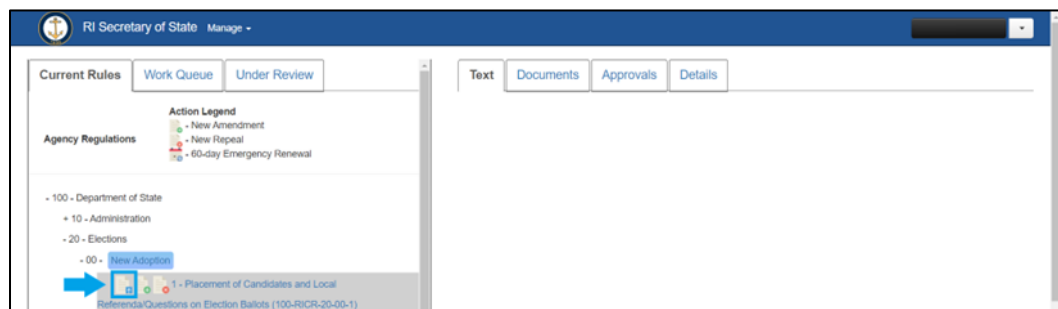 RI Secretary of State Manage
Current Rules Work Queue Under Review
Text Documents Approvals Details
Action Legend
- New Amendment
Agency Regulations
- New Repeal
- 60-day Emergency Renewal
- 100 - Department of State
+ 10 - Administration
- 20 - Elections
- 00 - New Adoption
1 - Placement of Candidates and Local
Referenda/Questions on Election Ballots (100-RICR-20-00-1)